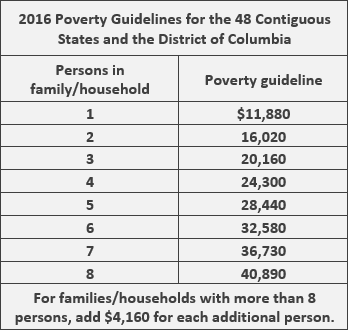 2016 Poverty Guidelines for the 48 Contiguous
States and the District of Columbia
Persons in
family/household
Poverty guideline
1 $11,880
2 16,020
3 20,160
4 24,300
5 28,440
6 32,580
7 36,730
8 40,890
For families/households with more than 8
persons, add $4,160 for each additional person.